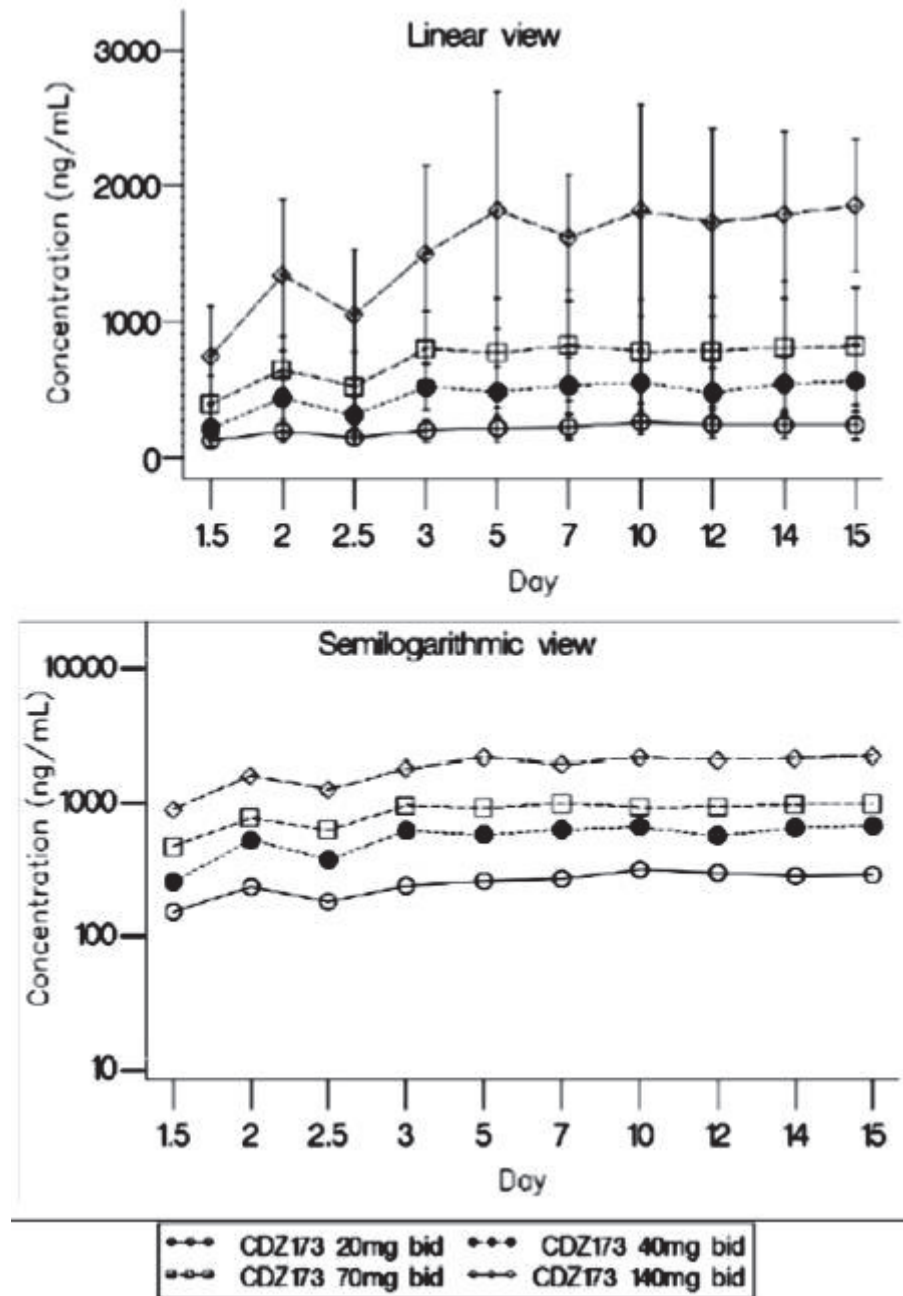 Linear view
Concentration (ng/mL)
3000
2000
1000
0
1.5 2 2.5 3 5 7 10 12 14 15
Day
Semilogarithmic view
Concentration (ng/mL)
10000
1000
100
10
1.5 2 2.5 3 5 7 10 12 14 15
Day
CDZ173 20mg bid CDZ173 40mg bid
CDZ173 70mg bid CDZ173 140mg bid